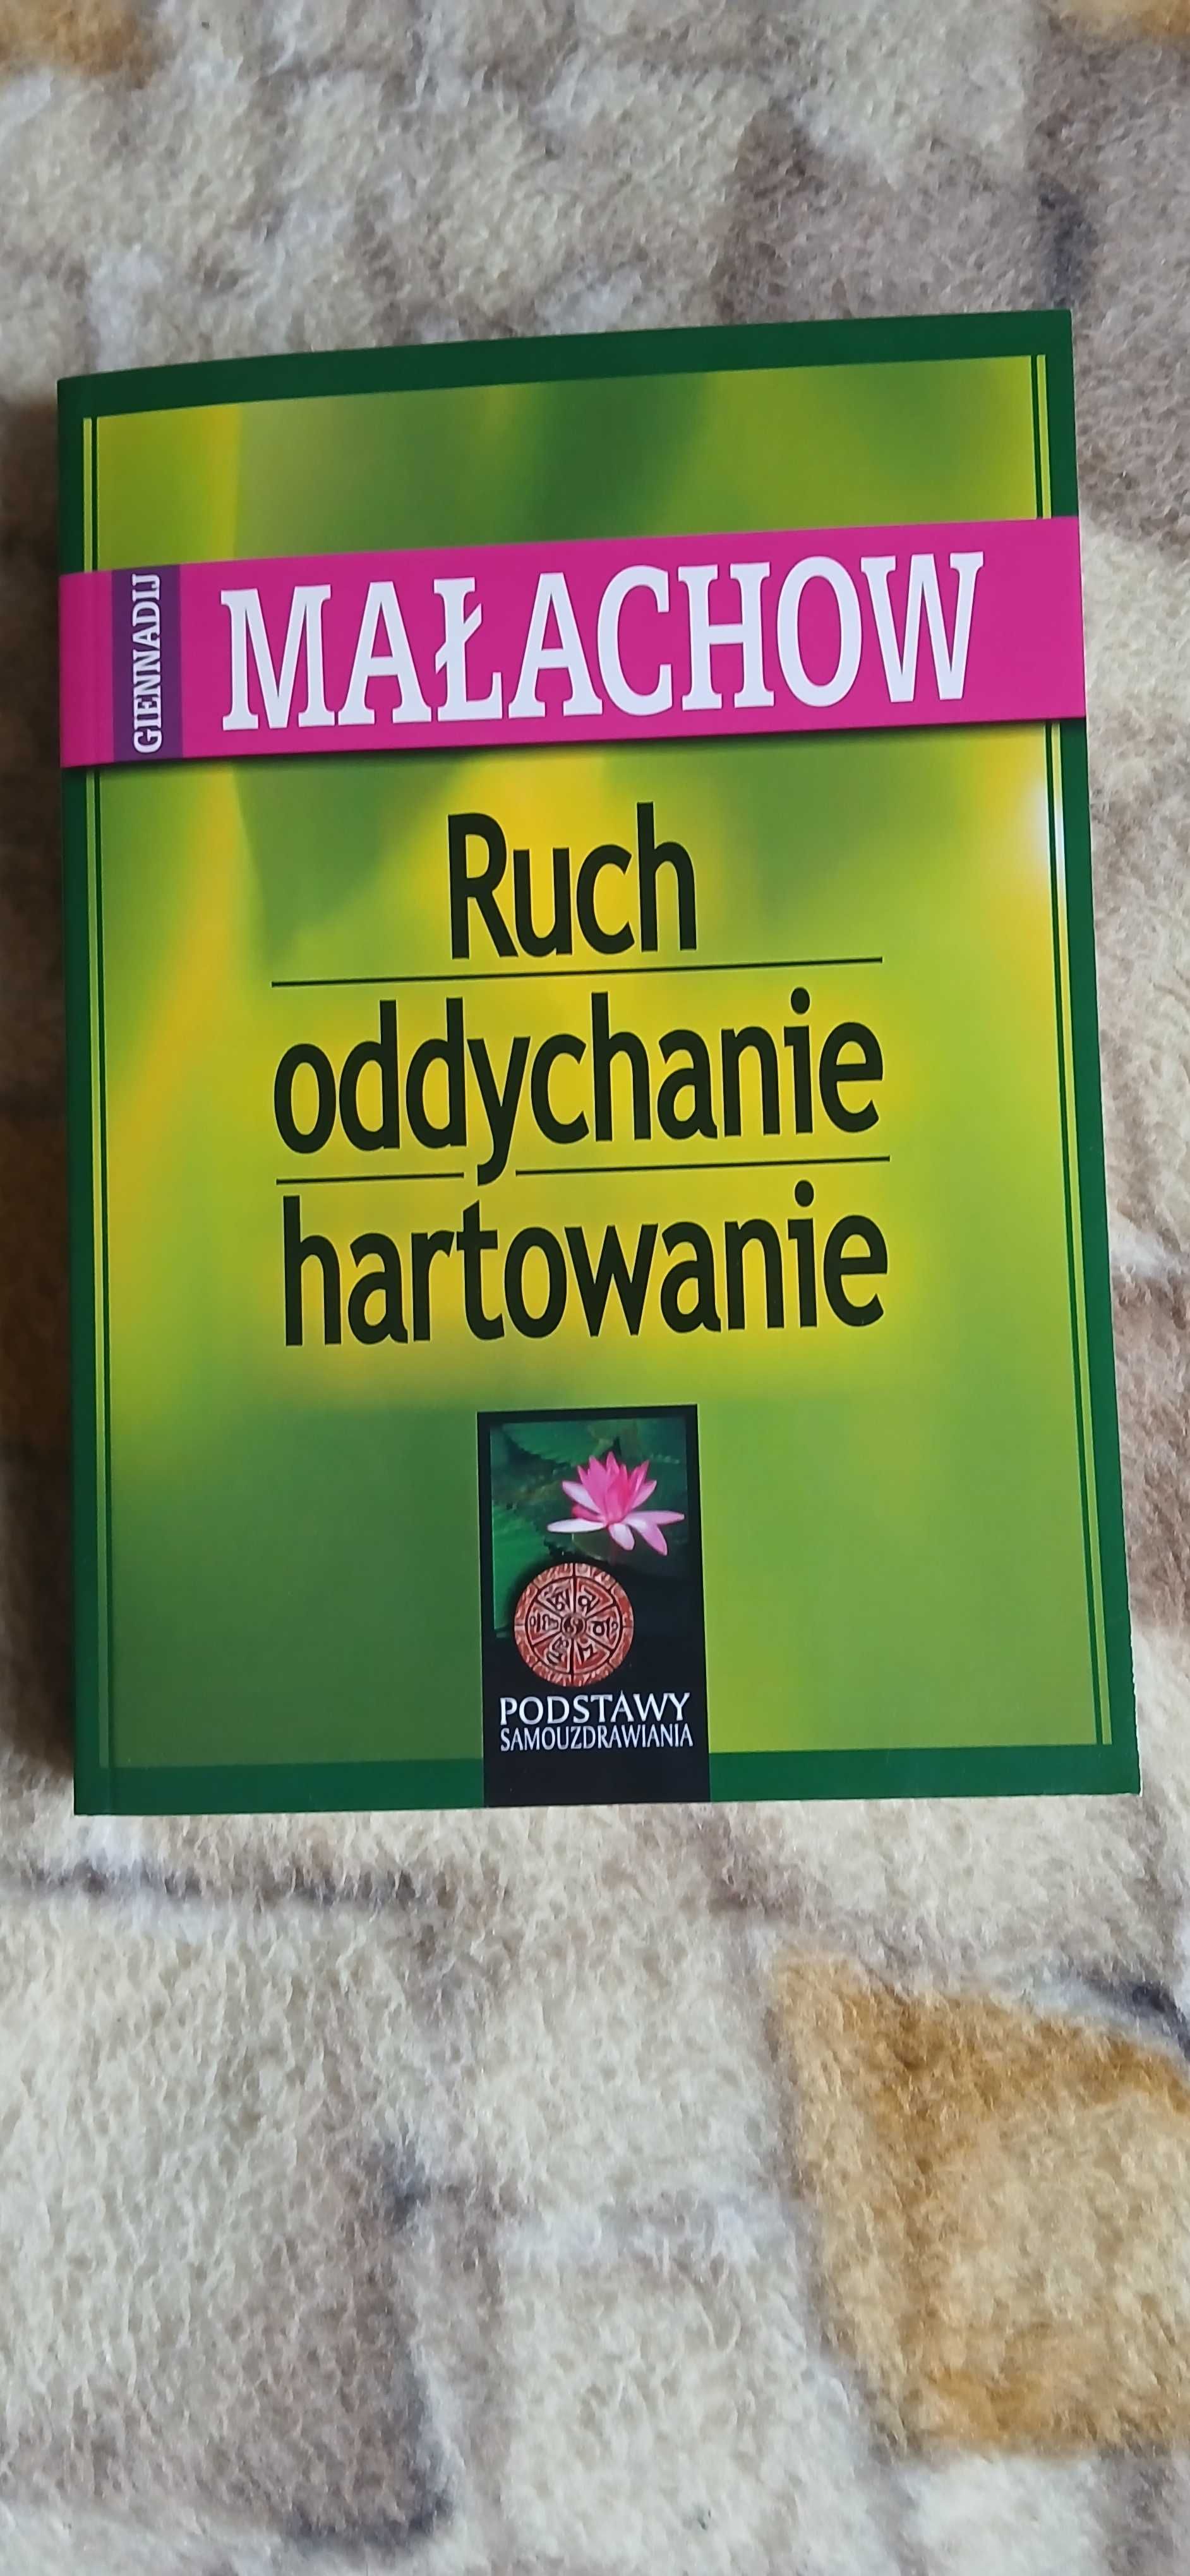 GIENNADIJ
MAŁACHOW
Ruch
oddychanie
hartowanie
PODSTAWY
SAMOUZDRAWIANIA